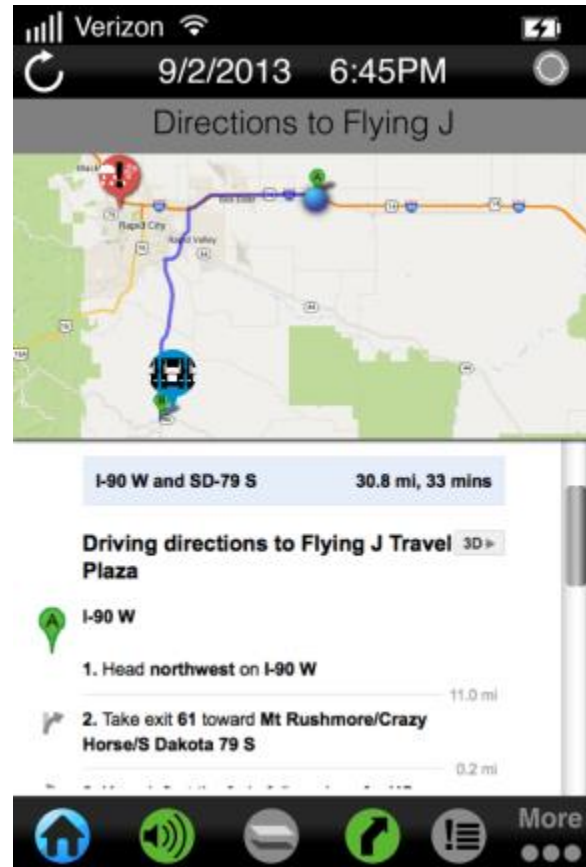 Verizon
9/2/2013 6:45PM
Directions to Flying J
A
Rapid City
Rapid Valley
I-90 W and SD-79 S 30.8 mi, 33 mins
Driving directions to Flying J Travel 3D
Plaza
A
I-90 W
1. Head northwest on I-90 W
11.0 mi
2. Take exit 61 toward Mt Rushmore/Crazy
Horse/S Dakota 79 S
0.2 mi
More